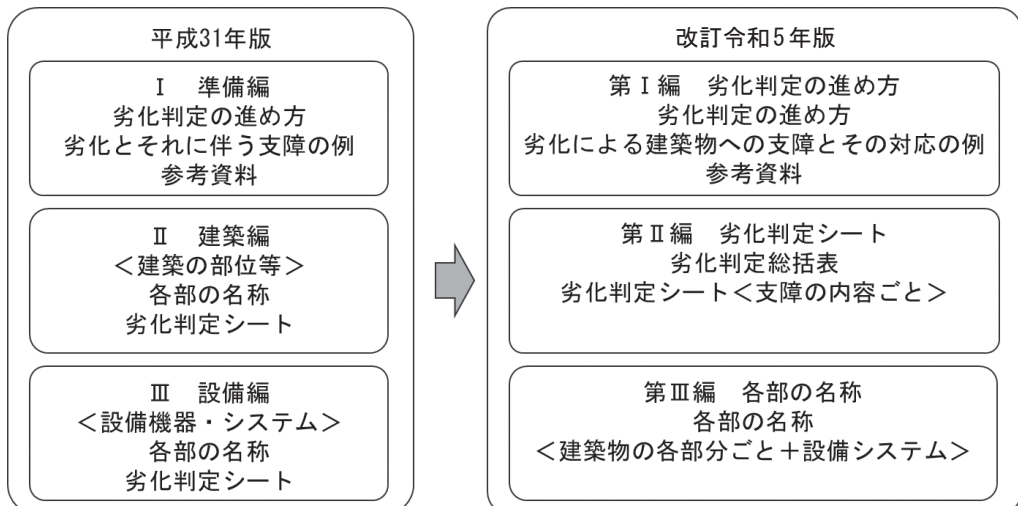 平成31年版
Ⅰ 準備編
劣化判定の進め方
劣化とそれに伴う支障の例
参考資料
Ⅱ 建築編
<建築の部位等>
各部の名称
劣化判定シート
Ⅲ 設備編
<設備機器・システム>
各部の名称
劣化判定シート
改訂令和5年版
第Ⅰ編 劣化判定の進め方
劣化判定の進め方
劣化による建築物への支障とその対応の例
参考資料
第Ⅱ編 劣化判定シート
劣化判定総括表
劣化判定シート<支障の内容ごと>
第Ⅲ編 各部の名称
各部の名称
<建築物の各部分ごと+設備システム>